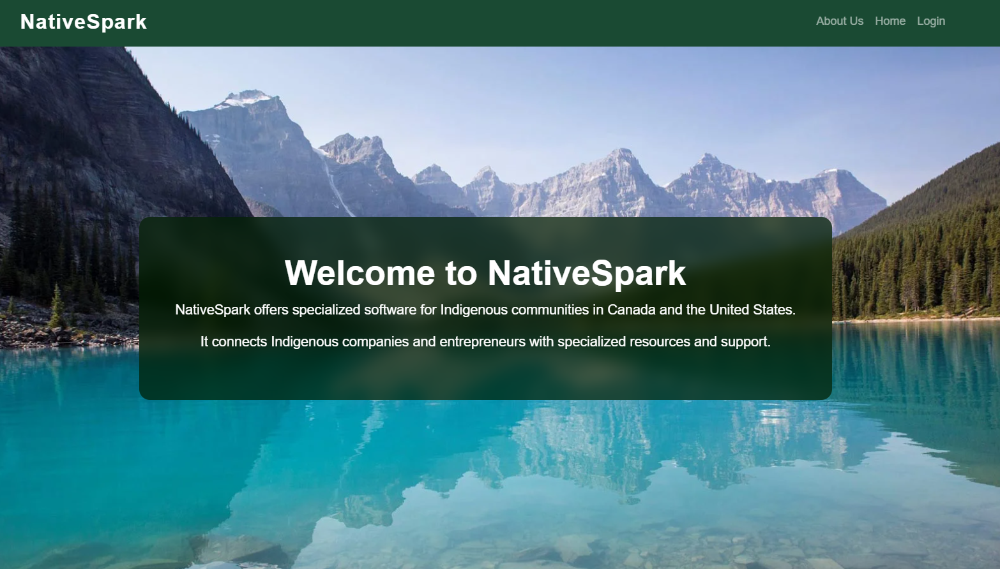 NativeSpark
About Us Home Login
Welcome to NativeSpark
NativeSpark offers specialized software for Indigenous communities in Canada and the United States.
It connects Indigenous companies and entrepreneurs with specialized resources and support.